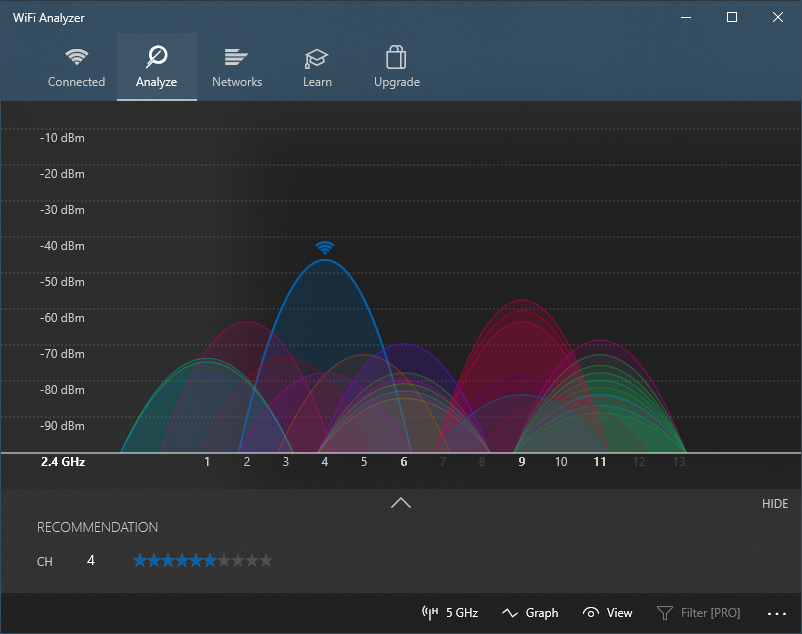 WiFi Analyzer
Connected Analyze Networks Learn Upgrade
-10 dBm
-20 dBm
-30 dBm
-40 dBm
-50 dBm
-60 dBm
-70 dBm
-80 dBm
-90 dBm
2.4 GHz 1 2 3 4 5 6 7 8 9 10 11 12 13
HIDE
RECOMMENDATION
CH 4
5 GHz Graph View Filter [PRO]